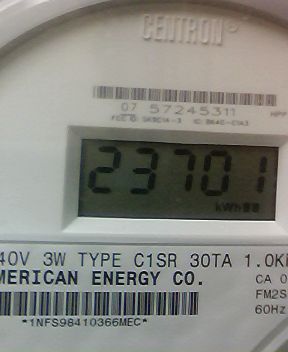 CENTRON®
07 57245311
23701
kWh
40V 3W TYPE C1SR 30TA 1.0K
MERICAN ENERGY CO.
CA 0
FM2S
60Hz
*1NFS98410366MEC*